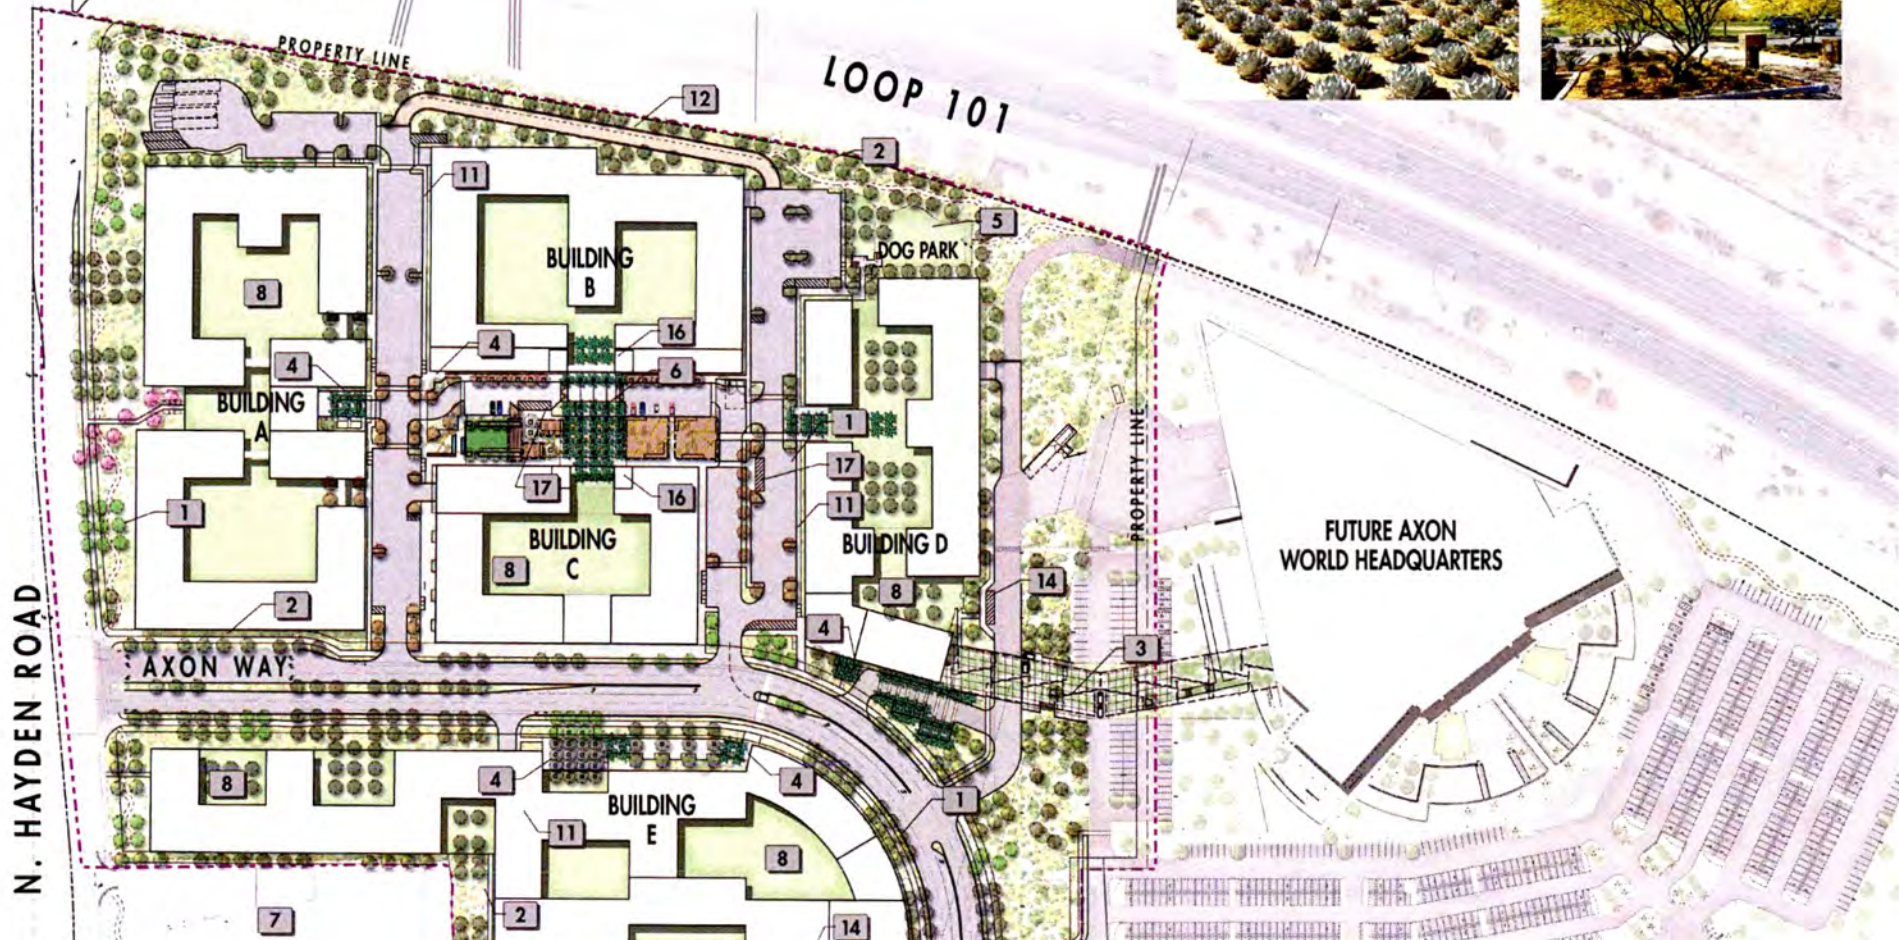 PROPERTY LINE
LOOP 101
12
2
11
5
DOG PARK
BUILDING
B
8
16
4
4
6
BUILDING
A
1
PROPERTY LINE
17
17
16
11
1
FUTURE AXON
WORLD HEADQUARTERS
BUILDING
C
BUILDING D
8
14
8
2
4
3
N. HAYDEN ROAD
AXON WAY
4
4
8
BUILDING
E
1
11
8
7
2
14